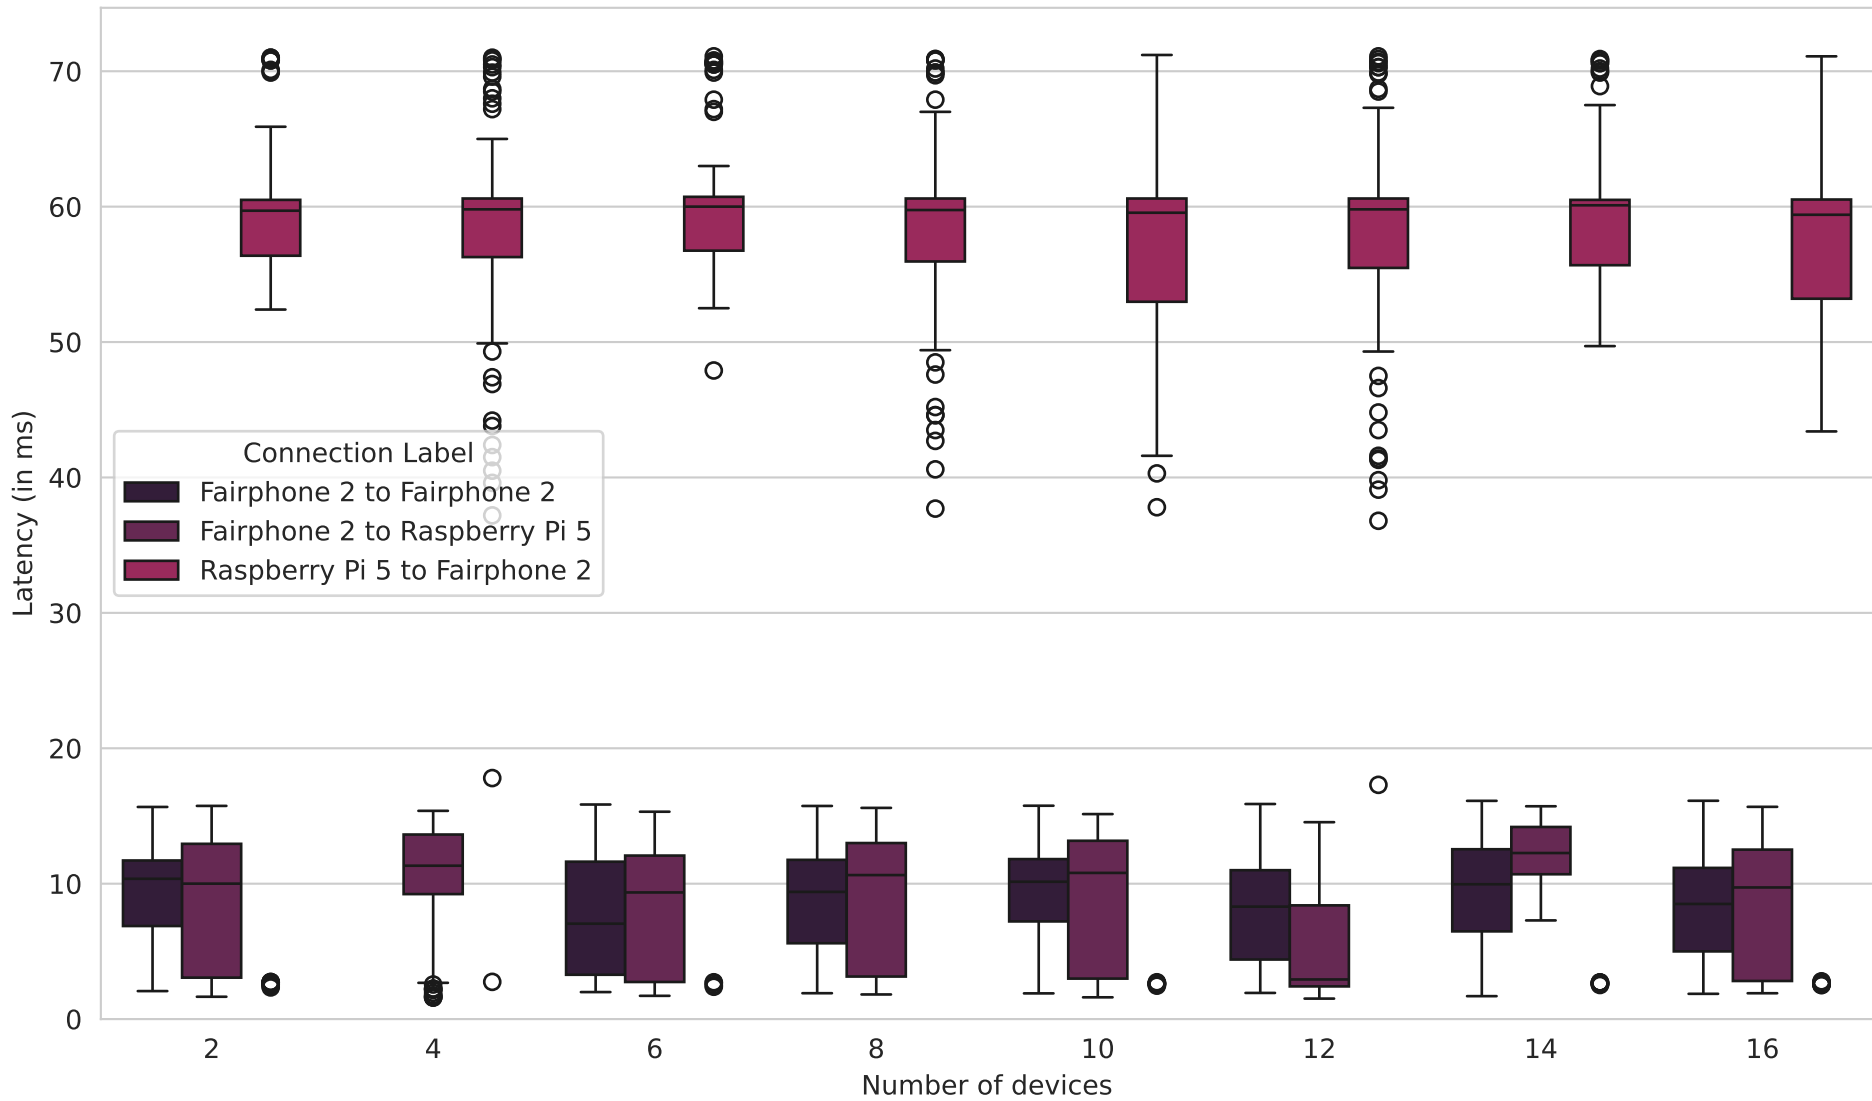 70
60
50
40
30
20
10
0
Latency (in ms)
Connection Label
Fairphone 2 to Fairphone 2
Fairphone 2 to Raspberry Pi 5
Raspberry Pi 5 to Fairphone 2
2 4 6 8 10 12 14 16
Number of devices